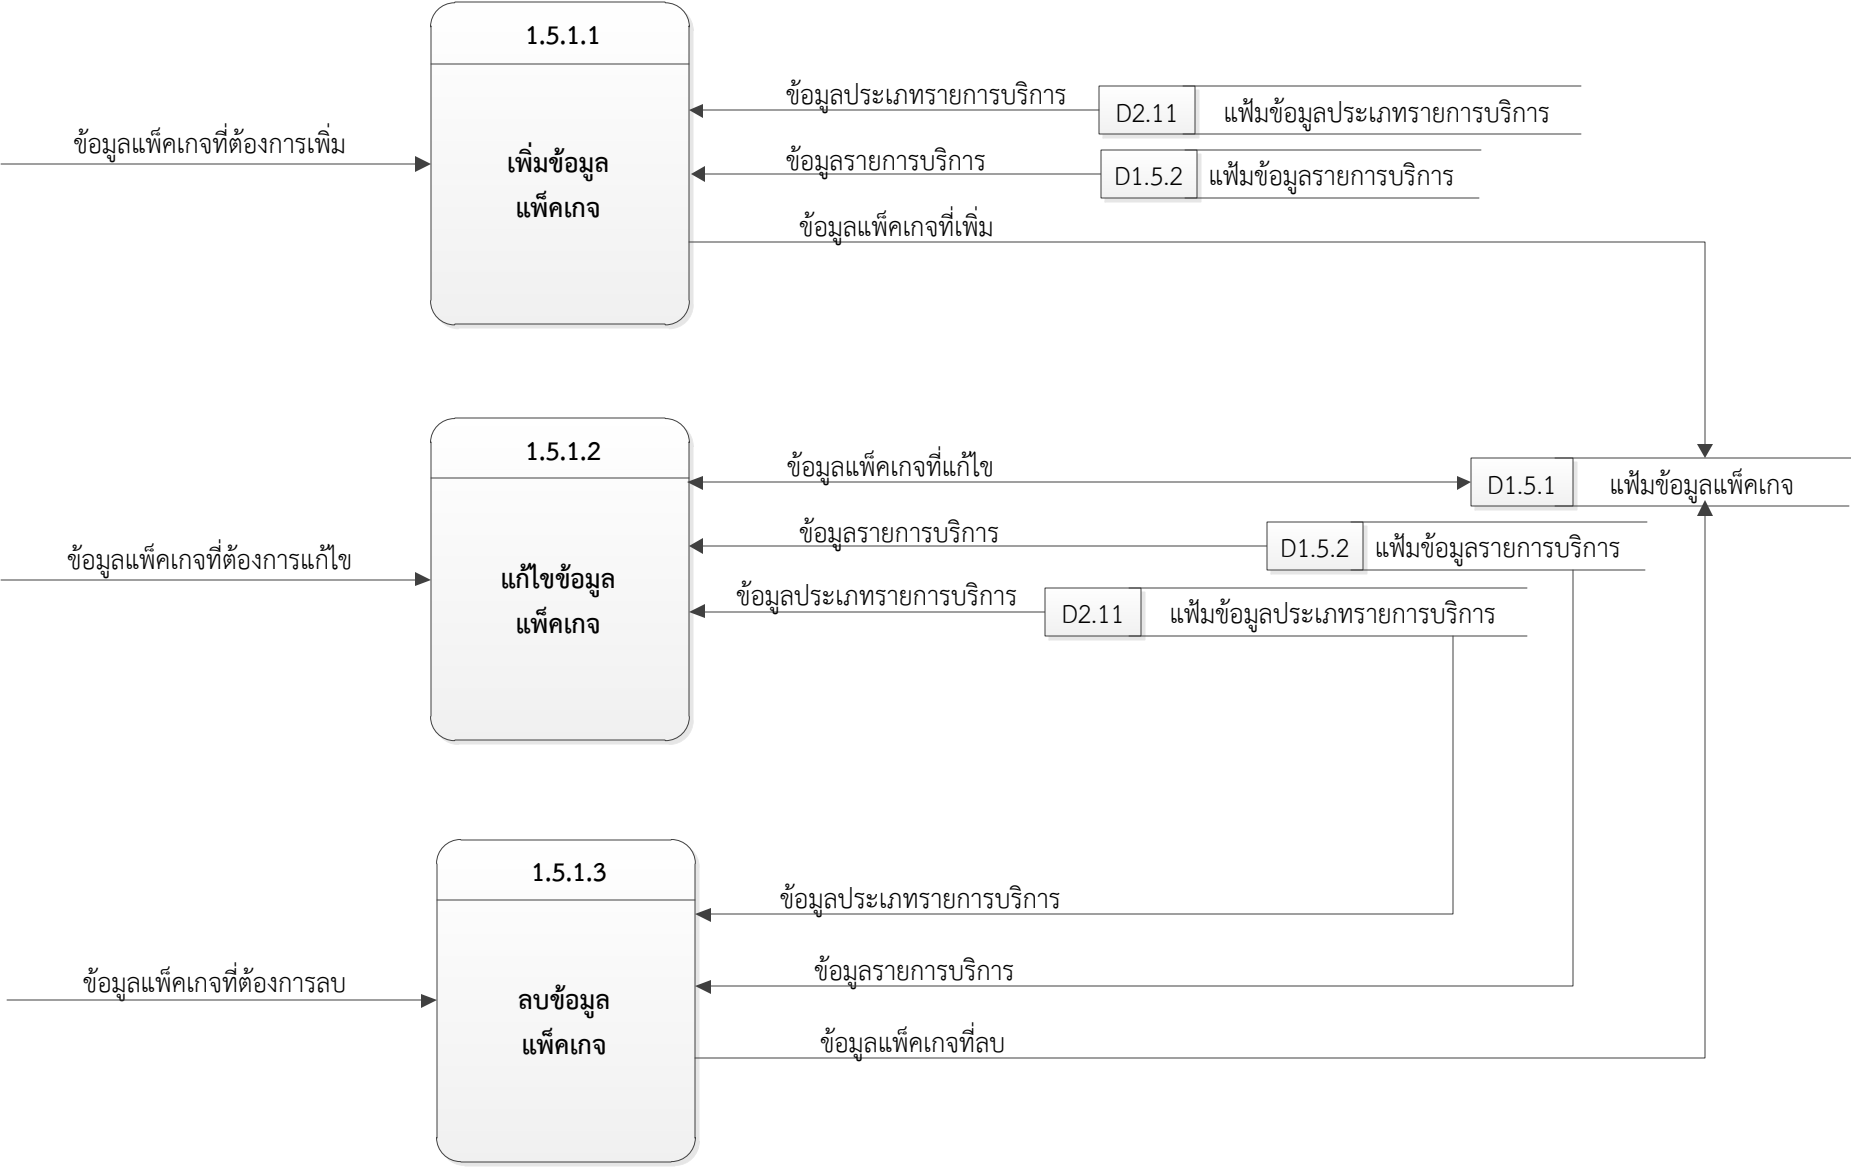 1.5.1.1
ข้อมูลประเภทรายการบริการ
D2.11
แฟ้มข้อมูลประเภทรายการบริการ
ข้อมูลแพ็คเกจที่ต้องการเพิ่ม
เพิ่มข้อมูล
แพ็คเกจ
ข้อมูลรายการบริการ
D1.5.2
แฟ้มข้อมูลรายการบริการ
ข้อมูลแพ็คเกจที่เพิ่ม
1.5.1.2
ข้อมูลแพ็คเกจที่แก้ไข
D1.5.1
แฟ้มข้อมูลแพ็คเกจ
ข้อมูลรายการบริการ
D1.5.2
แฟ้มข้อมูลรายการบริการ
ข้อมูลแพ็คเกจที่ต้องการแก้ไข
แก้ไขข้อมูล
แพ็คเกจ
ข้อมูลประเภทรายการบริการ
D2.11
แฟ้มข้อมูลประเภทรายการบริการ
1.5.1.3
ข้อมูลประเภทรายการบริการ
ข้อมูลรายการบริการ
ข้อมูลแพ็คเกจที่ต้องการลบ
ลบข้อมูล
แพ็คเกจ
ข้อมูลแพ็คเกจที่ลบ